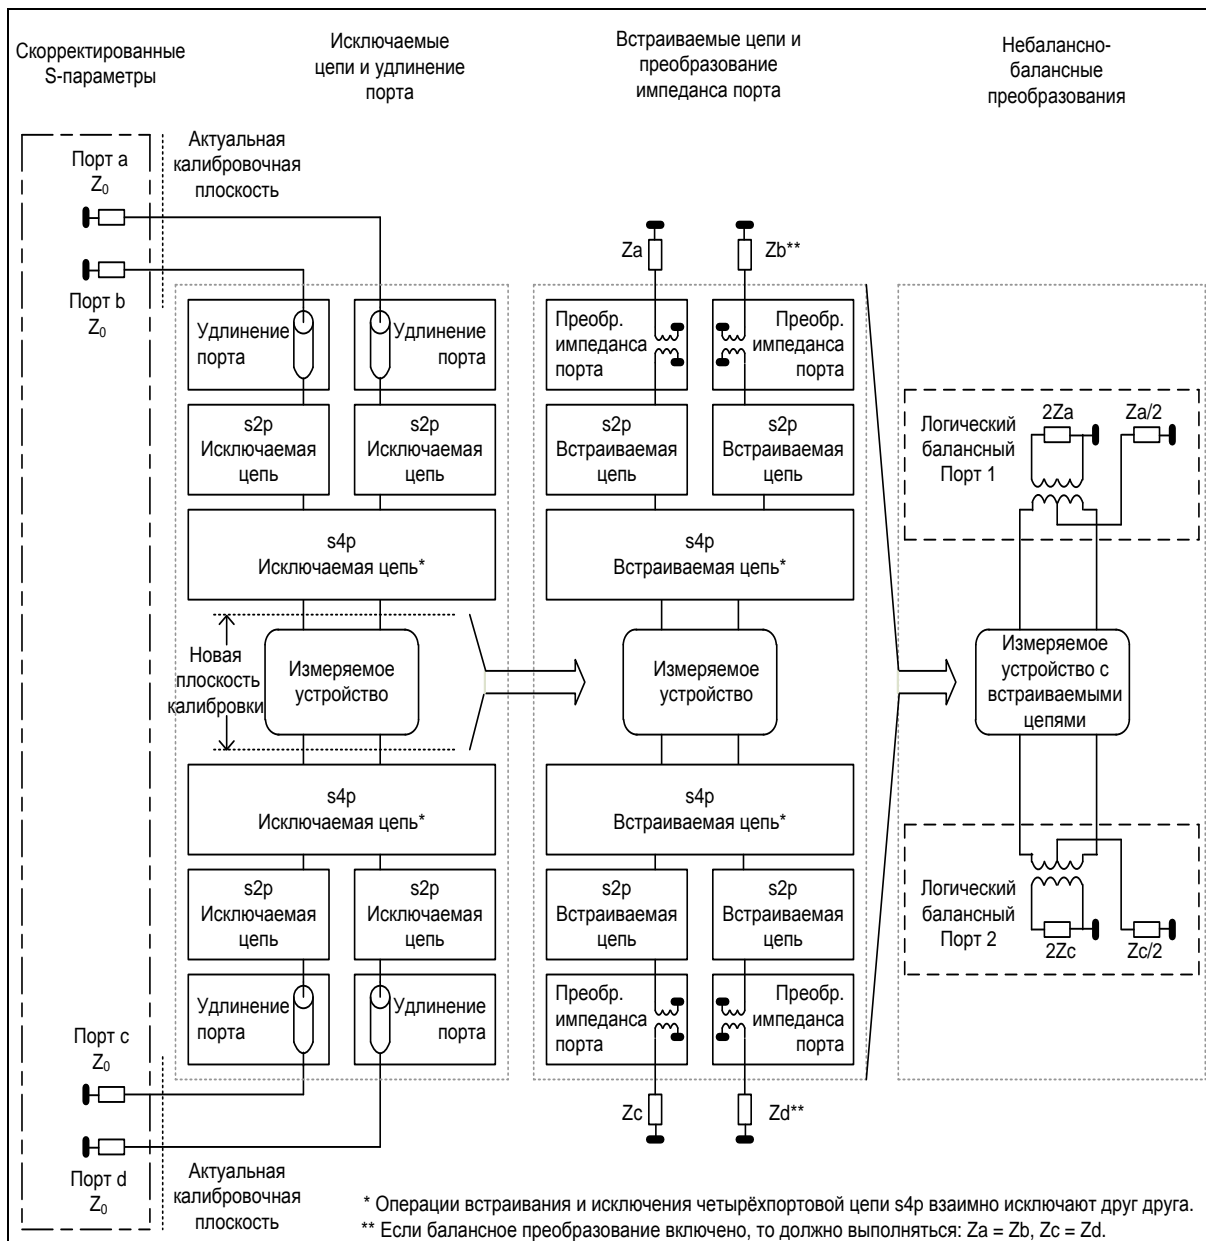 Скорректированные
S-параметры
Исключаемые
цепи и удлинение
порта
Встраиваемые цепи и
преобразование
импеданса порта
Небалансно-
балансные
преобразования
Порт a
Z0
Актуальная
калибровочная
плоскость
Порт b
Z0
Za
Zb**
Удлинение
порта
Удлинение
порта
Преобр.
импеданса
порта
Преобр.
импеданса
порта
s2p
Исключаемая
цепь
s2p
Исключаемая
цепь
s2p
Встраиваемая
цепь
s2p
Встраиваемая
цепь
Логический
балансный
Порт 1
2Za
Za/2
s4p
Исключаемая цепь*
s4p
Встраиваемая цепь*
Новая
плоскость
калибровки
Измеряемое
устройство
Измеряемое
устройство
Измеряемое
устройство с
встраиваемыми
цепями
s4p
Исключаемая цепь*
s4p
Встраиваемая цепь*
s2p
Исключаемая
цепь
s2p
Исключаемая
цепь
s2p
Встраиваемая
цепь
s2p
Встраиваемая
цепь
Логический
балансный
Порт 2
2Zc
Zc/2
Удлинение
порта
Удлинение
порта
Преобр.
импеданса
порта
Преобр.
импеданса
порта
Порт c
Z0
Zc
Zd**
Порт d
Z0
Актуальная
калибровочная
плоскость
* Операции встраивания и исключения четырёхпортовой цепи s4p взаимно исключают друг друга.
** Если балансное преобразование включено, то должно выполняться: Za = Zb, Zc = Zd.